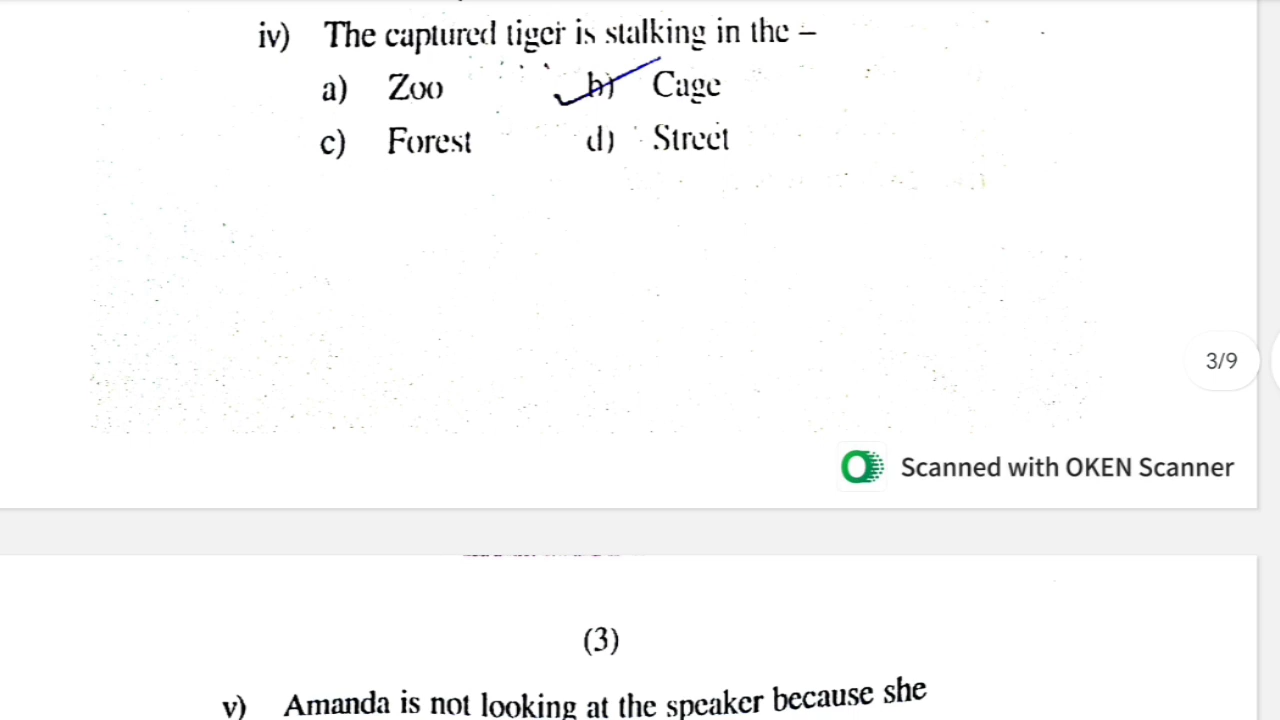 iv) The captured tiger is stalking in the –
a) Zoo b) Cage
c) Forest d) Street
3/9
Scanned with OKEN Scanner
(3)
v) Amanda is not looking at the speaker because she